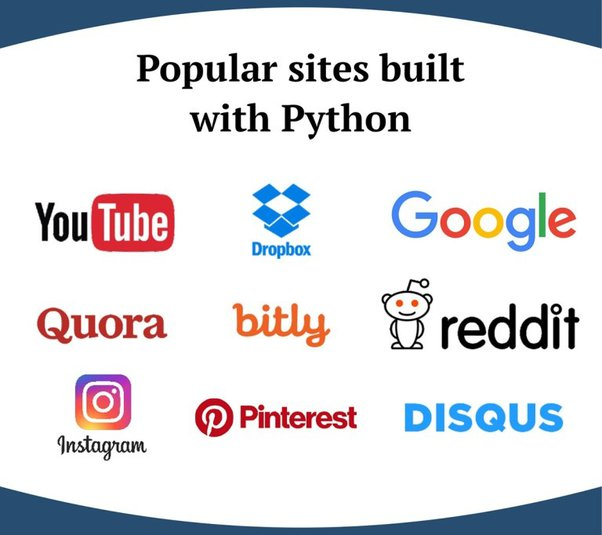 Popular sites built
with Python
YouTube
Dropbox
Google
Quora
bitly
reddit
Instagram
Pinterest
DISQUS